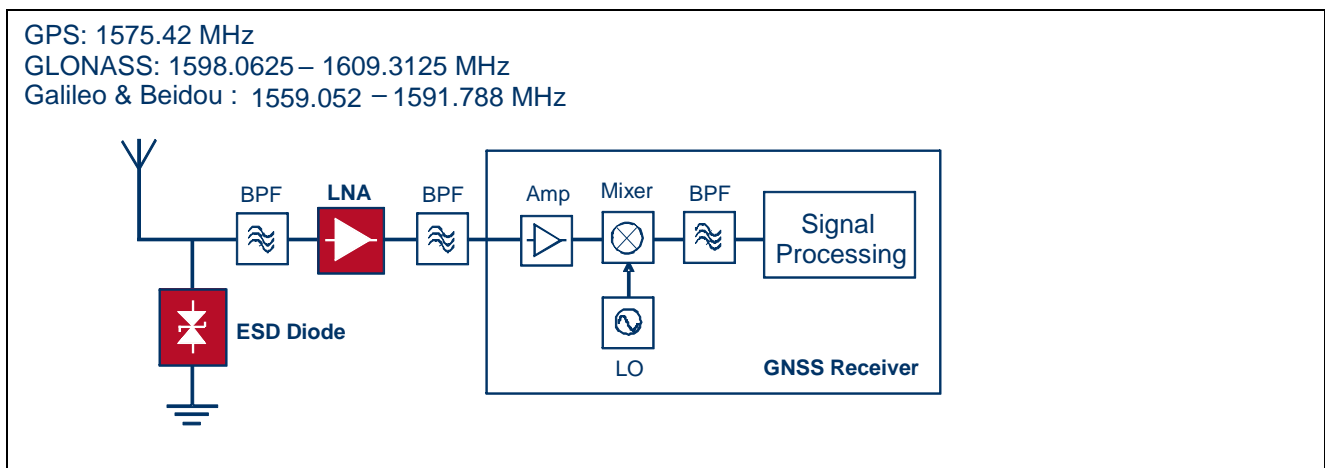 GPS: 1575.42 MHz
GLONASS: 1598.0625 – 1609.3125 MHz
Galileo & Beidou : 1559.052 – 1591.788 MHz
BPF LNA BPF Amp Mixer BPF
Signal
Processing
ESD Diode
LO GNSS Receiver